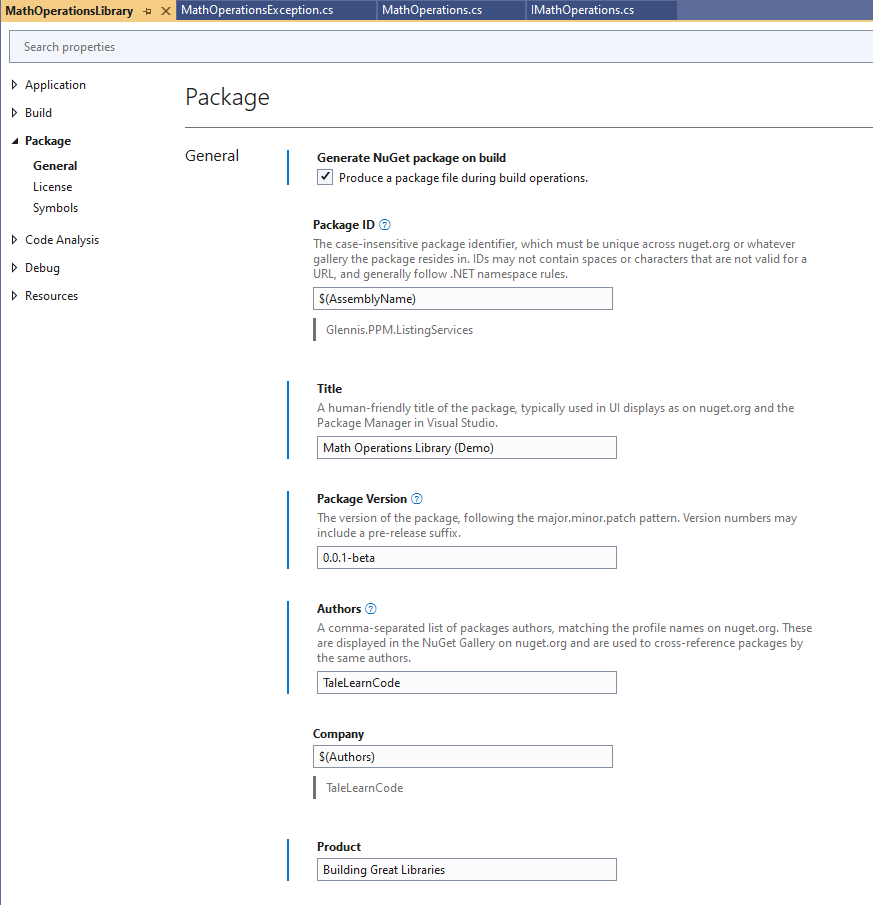 MathOperationsLibrary
MathOperationsException.cs
MathOperations.cs
IMathOperations.cs
Search properties
Application
Build
Package
General
License
Symbols
Code Analysis
Debug
Resources
Package
General
Generate NuGet package on build
Produce a package file during build operations.
Package ID
The case-insensitive package identifier, which must be unique across nuget.org or whatever
gallery the package resides in. IDs may not contain spaces or characters that are not valid for a
URL, and generally follow .NET namespace rules.
$(AssemblyName)
Glennis.PPM.ListingServices
Title
A human-friendly title of the package, typically used in UI displays as on nuget.org and the
Package Manager in Visual Studio.
Math Operations Library (Demo)
Package Version
The version of the package, following the major.minor.patch pattern. Version numbers may
include a pre-release suffix.
0.0.1-beta
Authors
A comma-separated list of packages authors, matching the profile names on nuget.org. These
are displayed in the NuGet Gallery on nuget.org and are used to cross-reference packages by
the same authors.
TaleLearnCode
Company
$(Authors)
TaleLearnCode
Product
Building Great Libraries